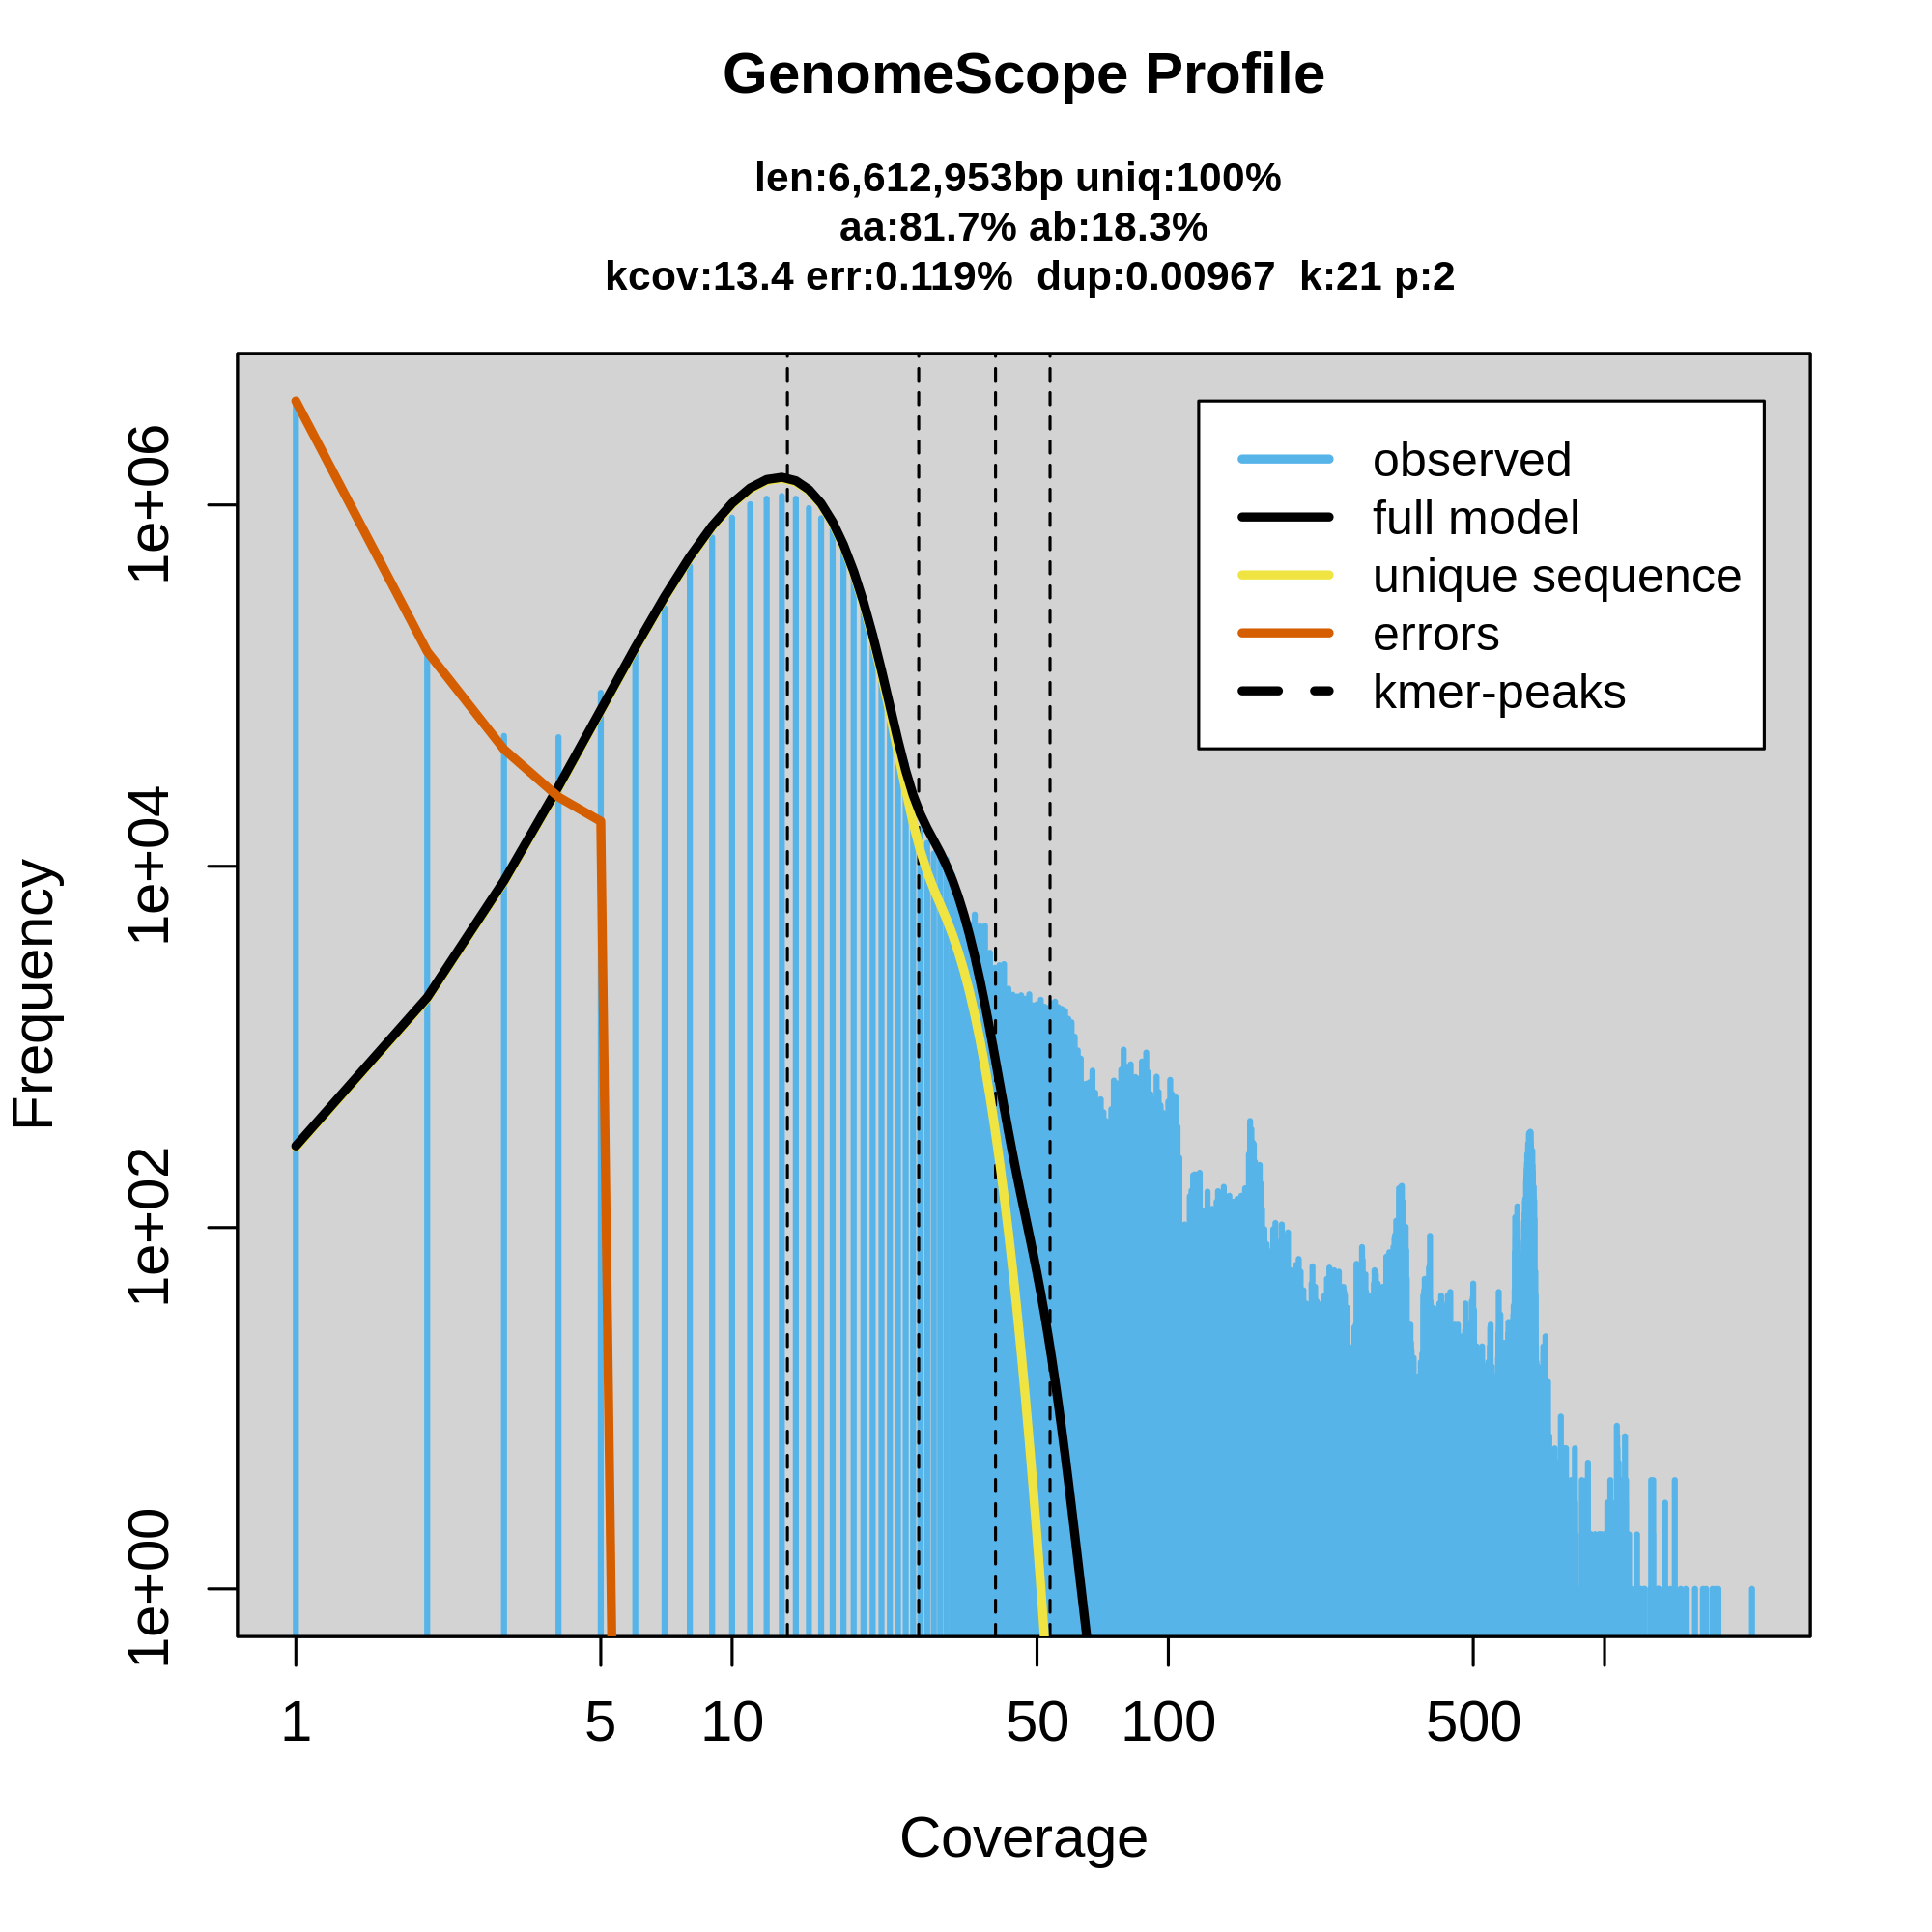 GenomeScope Profile
len:6,612,953bp uniq:100%
aa:81.7% ab:18.3%
kcov:13.4 err:0.119%  dup:0.00967  k:21 p:2
observed
full model
unique sequence
errors
kmer-peaks
Frequency
1e+06
1e+04
1e+02
1e+00
1 5 10 50 100 500
Coverage